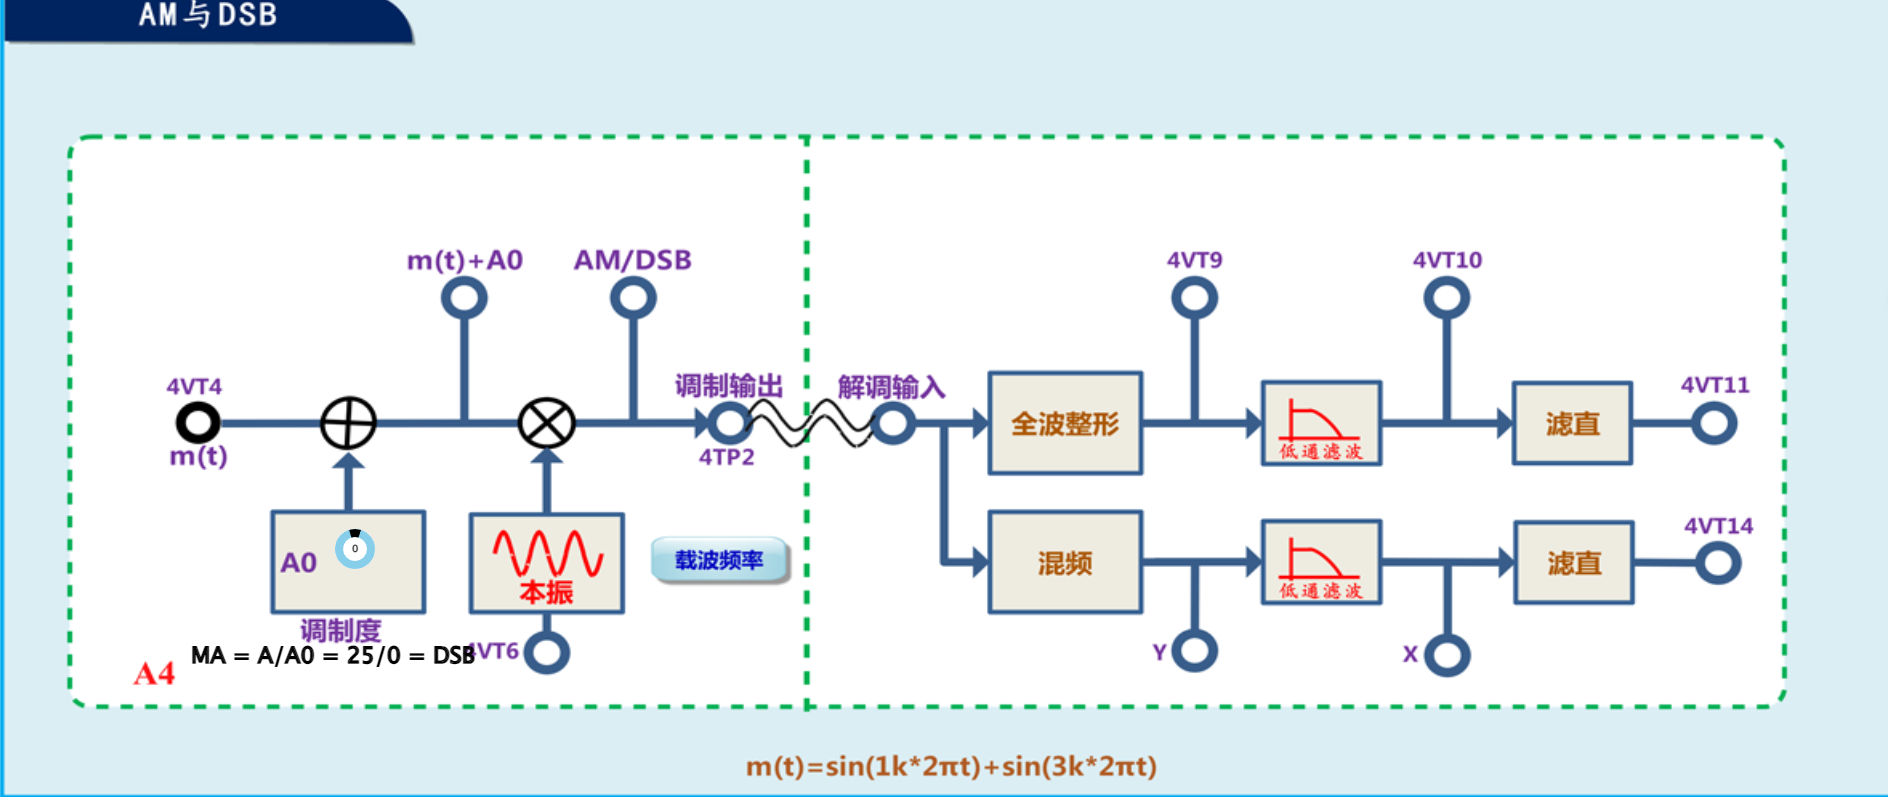 AM与DSB
m(t)+A0
AM/DSB
4VT9
4VT10
4VT4
调制输出
解调输入
4VT11
全波整形
低通滤波
滤直
m(t)
4TP2
A0
0
本振
载波频率
混频
低通滤波
滤直
4VT14
调制度
MA = A/A0 = 25/0 = DSB
4VT6
Y
X
A4
m(t)=sin(1k*2πt)+sin(3k*2πt)